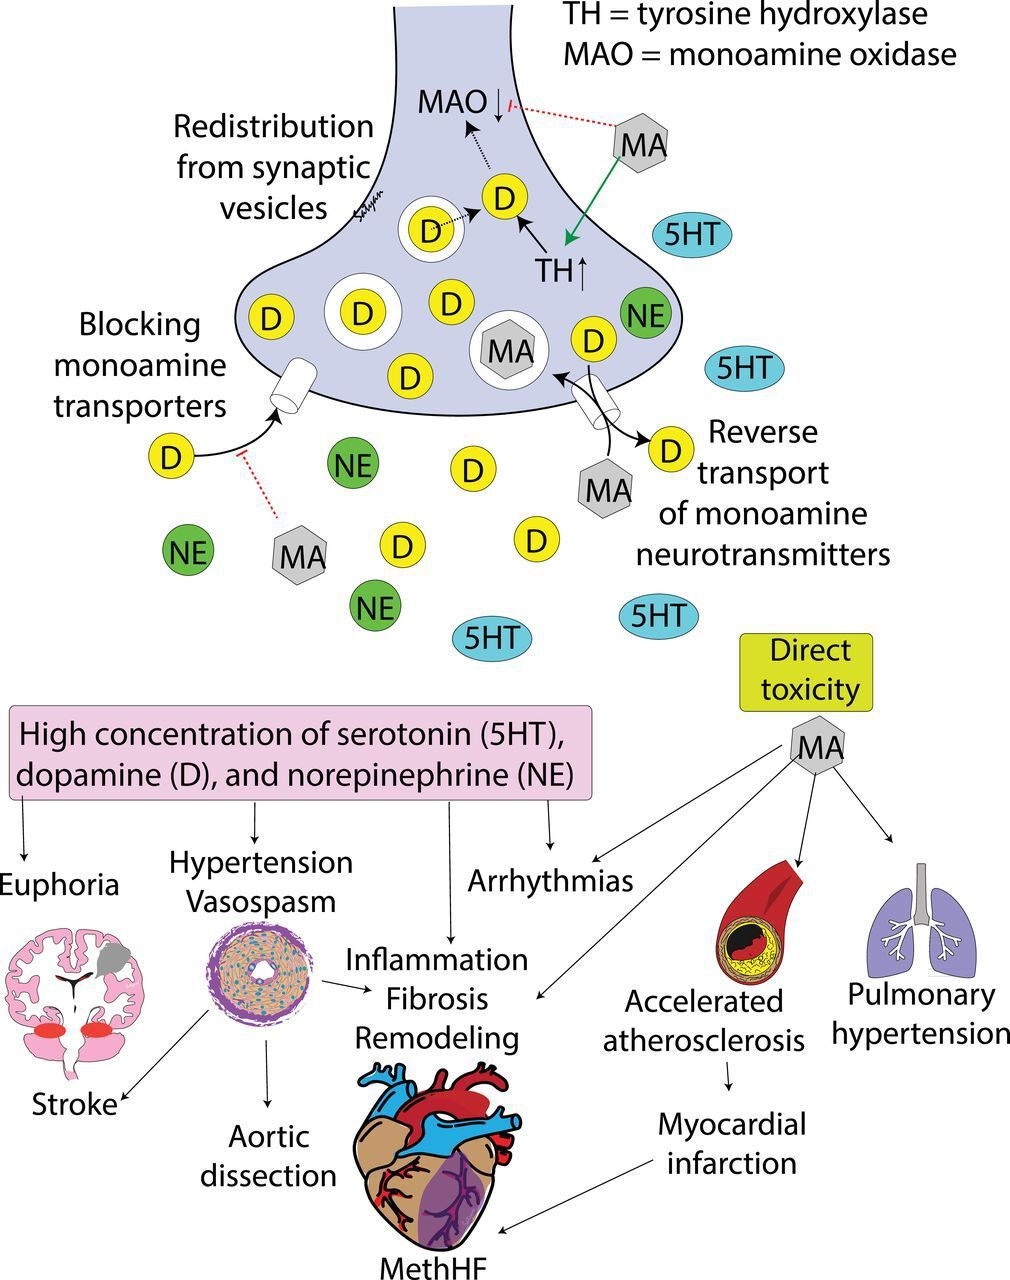 TH = tyrosine hydroxylase
MAO = monoamine oxidase
MAO
MA
Redistribution
from synaptic
vesicles
Satyan
D
D
5HT
TH
D
D
D
NE
MA
D
D
Blocking
monoamine
transporters
5HT
D
NE
D
D
MA
Reverse
transport
of monoamine
neurotransmitters
NE
MA
D
D
NE
5HT
5HT
Direct
toxicity
MA
High concentration of serotonin (5HT),
dopamine (D), and norepinephrine (NE)
Euphoria
Hypertension
Vasospasm
Arrhythmias
Inflammation
Fibrosis
Remodeling
Accelerated
atherosclerosis
Pulmonary
hypertension
Stroke
Aortic
dissection
Myocardial
infarction
MethHF